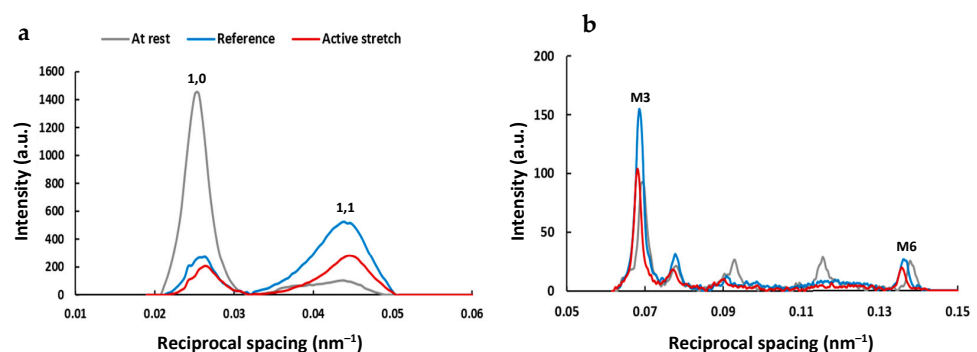 a
At rest Reference Active stretch
Intensity (a.u.)
1600
1400
1200
1000
800
600
400
200
0
1,0
1,1
0.01 0.02 0.03 0.04 0.05 0.06
Reciprocal spacing (nm⁻¹)
b
Intensity (a.u.)
200
150
100
50
0
M3
M6
0.05 0.07 0.09 0.11 0.13 0.15
Reciprocal spacing (nm⁻¹)